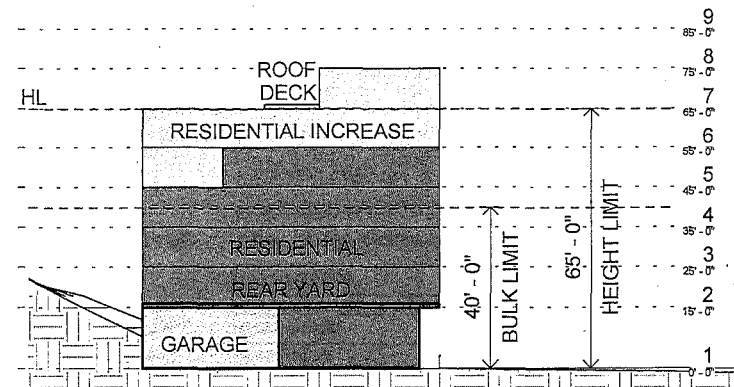 9
85'-0"
8
75'-0"
ROOF
DECK
HL
7
65'-0"
RESIDENTIAL INCREASE
6
55'-0"
5
45'-0"
4
35'-0"
RESIDENTIAL
3
25'-0"
REAR YARD
2
15'-0"
40'-0"
BULK LIMIT
65'-0"
HEIGHT LIMIT
GARAGE
1
0'-0"